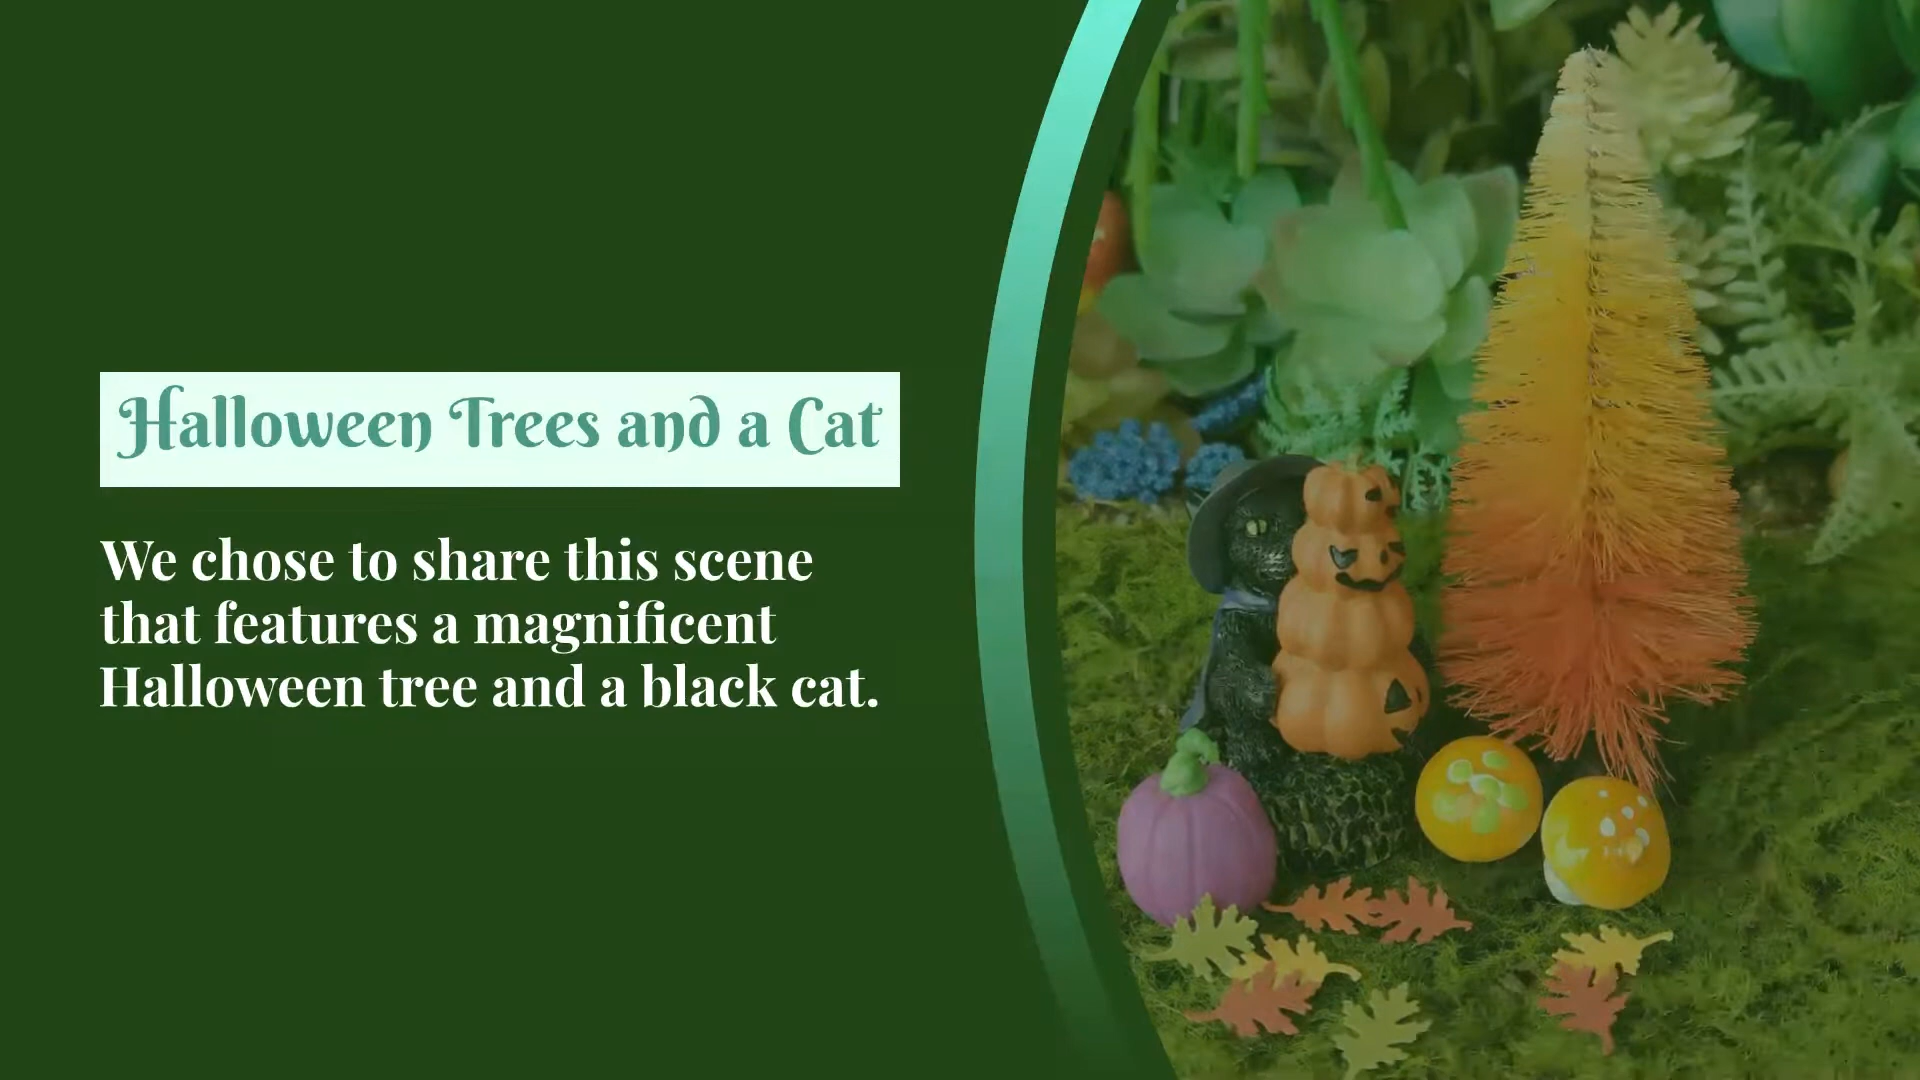 Halloween Trees and a Cat
We chose to share this scene
that features a magnificent
Halloween tree and a black cat.